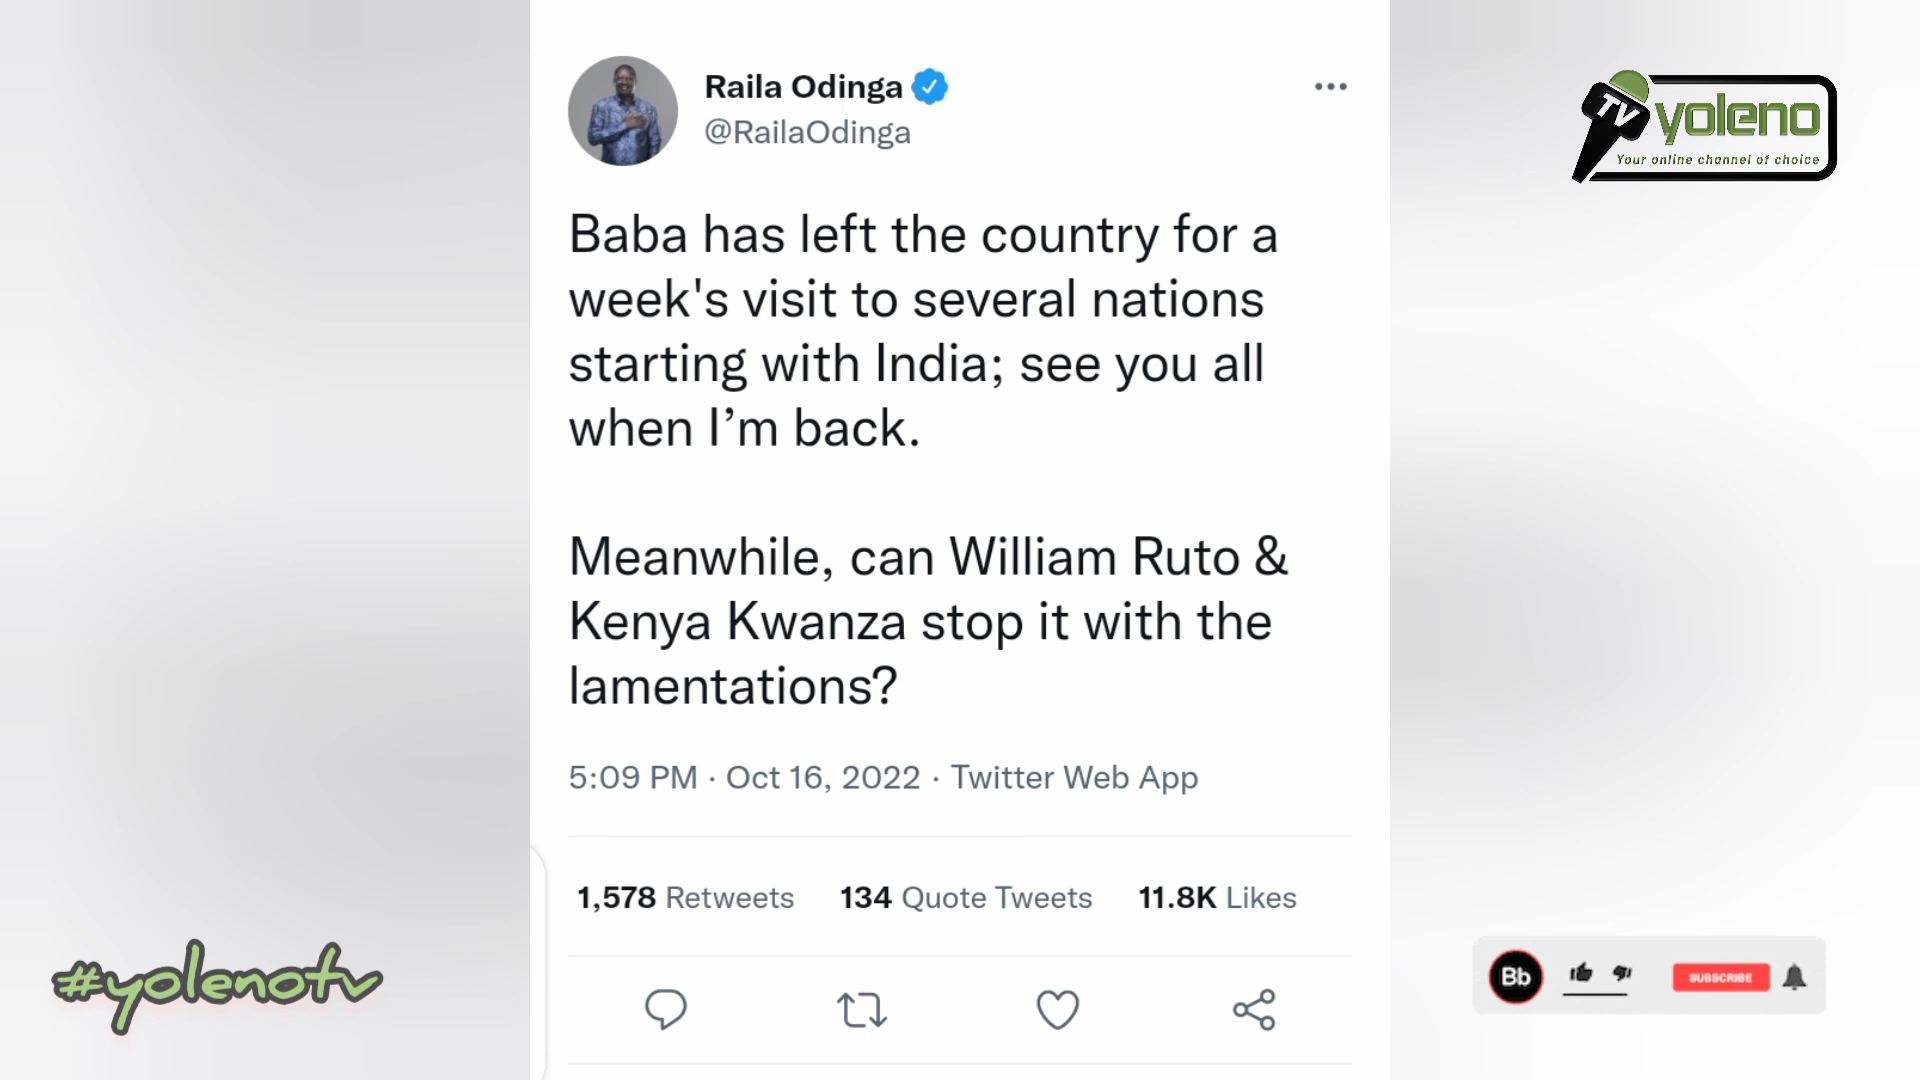 Raila Odinga
@RailaOdinga
Baba has left the country for a
week's visit to several nations
starting with India; see you all
when I’m back.
Meanwhile, can William Ruto &
Kenya Kwanza stop it with the
lamentations?
5:09 PM · Oct 16, 2022 · Twitter Web App
1,578 Retweets 134 Quote Tweets 11.8K Likes
TV yoleno
Your online channel of choice
#yolenotv
Bb SUBSCRIBE